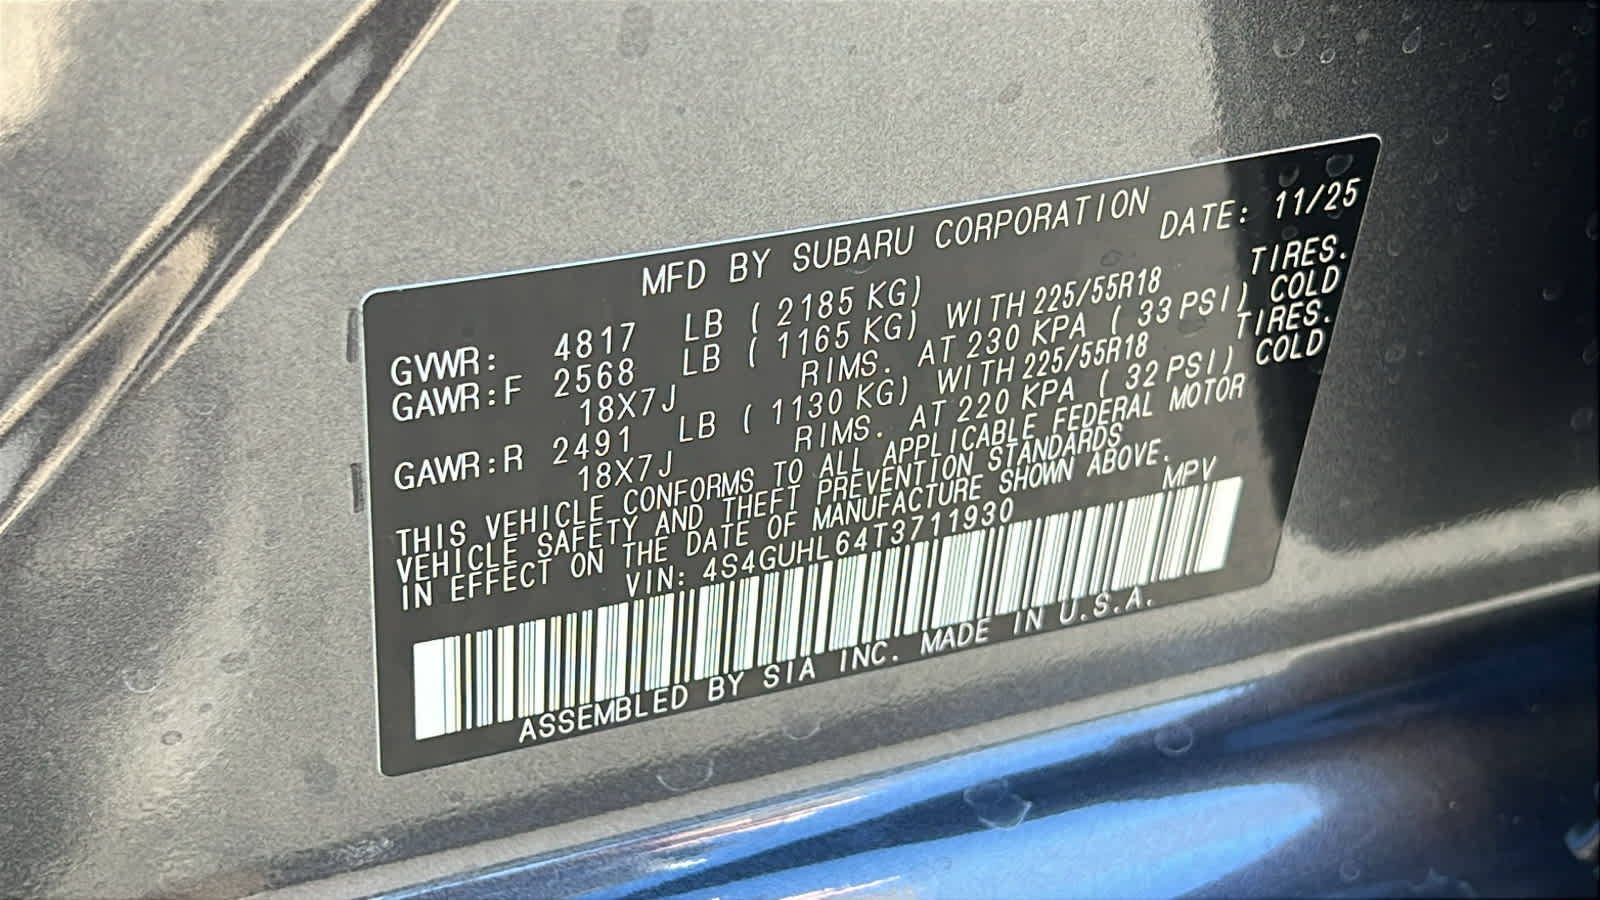 MFD BY SUBARU CORPORATION
DATE: 11/25
GVWR: 4817 LB ( 2185 KG)
GAWR:F 2568 LB ( 1165 KG) WITH 225/55R18 TIRES.
18X7J RIMS. AT 230 KPA ( 33 PSI) COLD
GAWR:R 2491 LB ( 1130 KG) WITH 225/55R18 TIRES.
18X7J RIMS. AT 220 KPA ( 32 PSI) COLD
THIS VEHICLE CONFORMS TO ALL APPLICABLE FEDERAL MOTOR
VEHICLE SAFETY AND THEFT PREVENTION STANDARDS
IN EFFECT ON THE DATE OF MANUFACTURE SHOWN ABOVE.
VIN: 4S4GUHL64T3711930 MPV
ASSEMBLED BY SIA INC. MADE IN U.S.A.